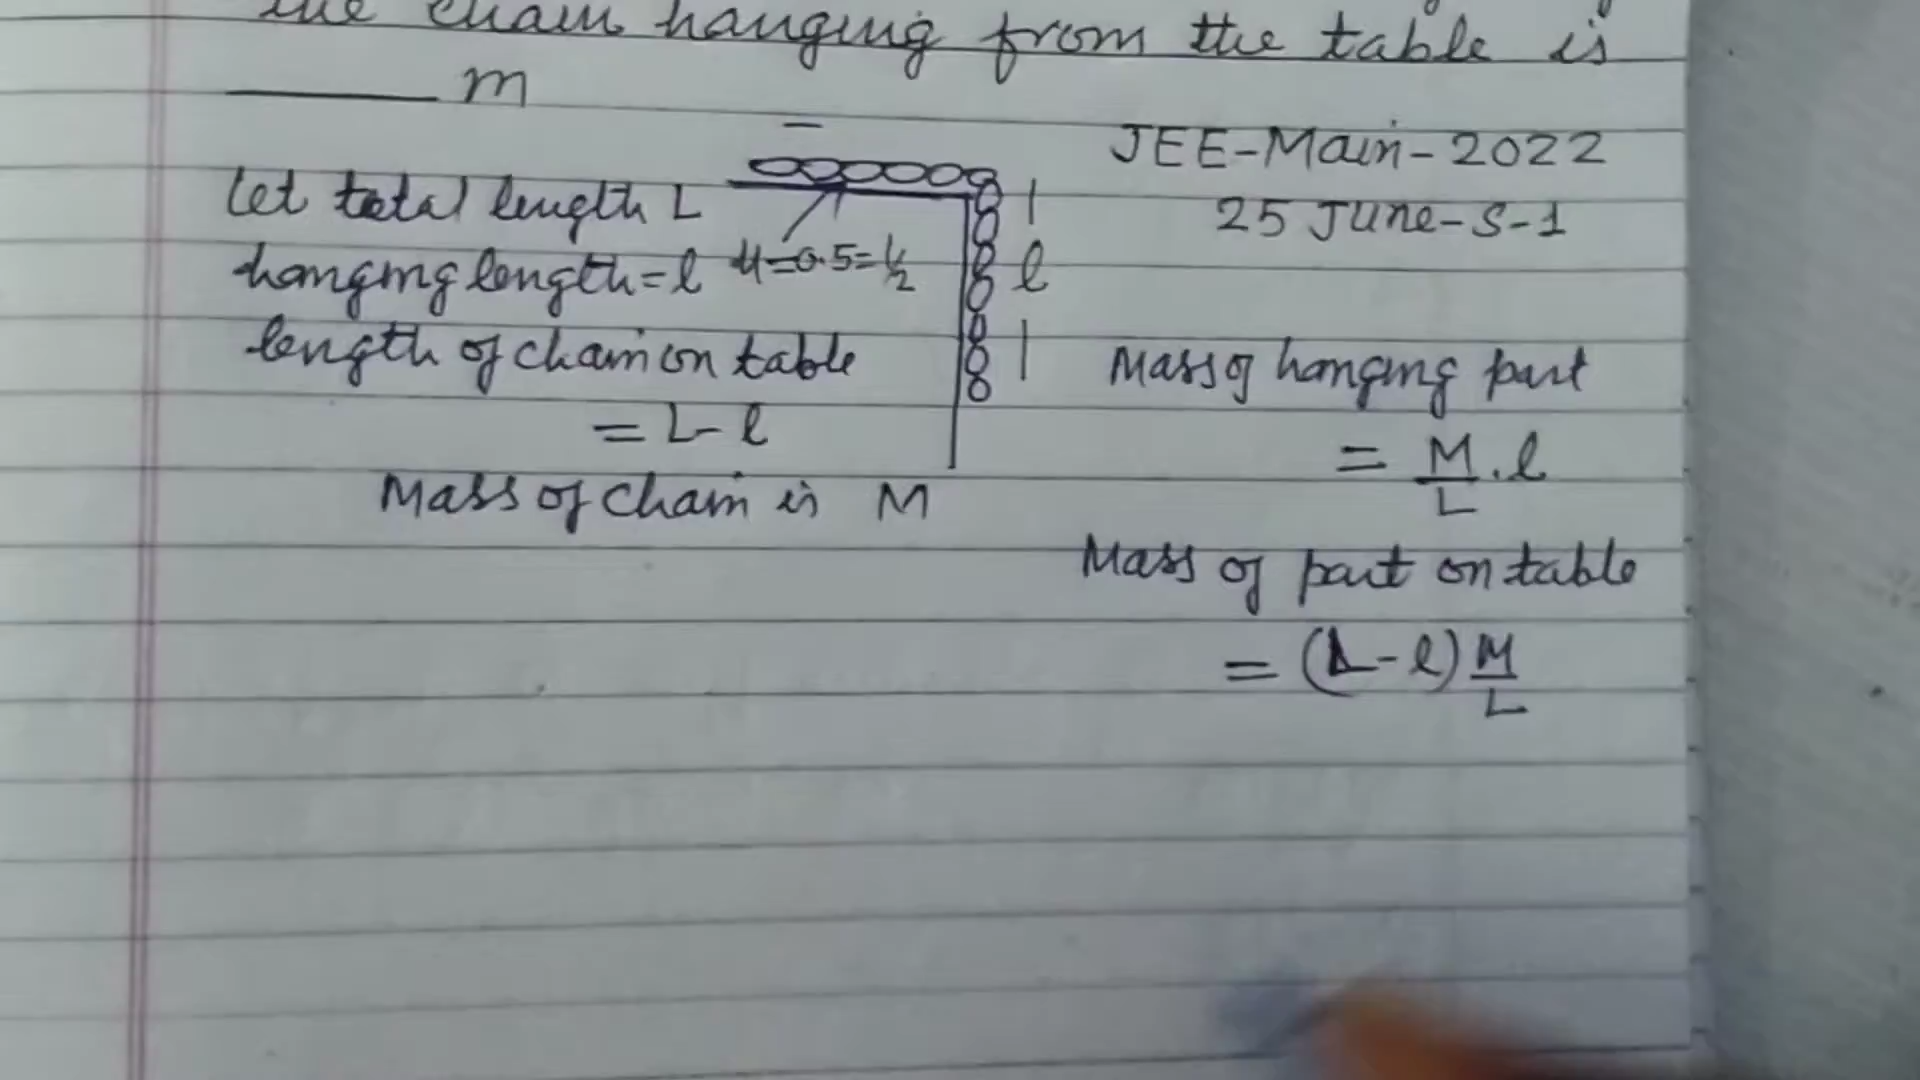 the chain hanging from the table is
______ m
JEE-Main-2022
25 June-S-1
let total length L
hanging length = l
μ=0.5=1/2
l
length of chain on table
= L-l
Mass of chain is M
Mass of hanging part
= M/L . l
Mass of part on table
= (L-l) M/L